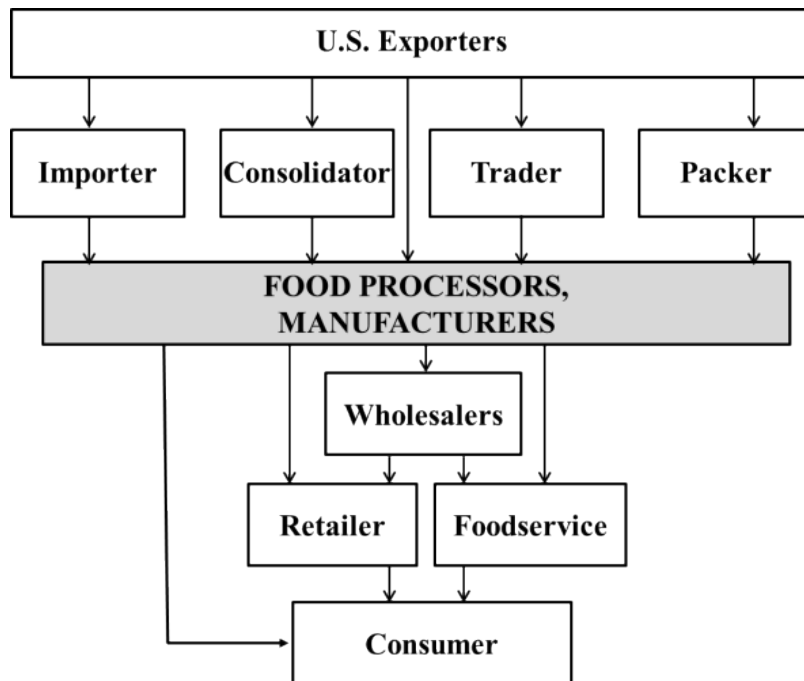 U.S. Exporters
Importer
Consolidator
Trader
Packer
FOOD PROCESSORS,
MANUFACTURERS
Wholesalers
Retailer
Foodservice
Consumer